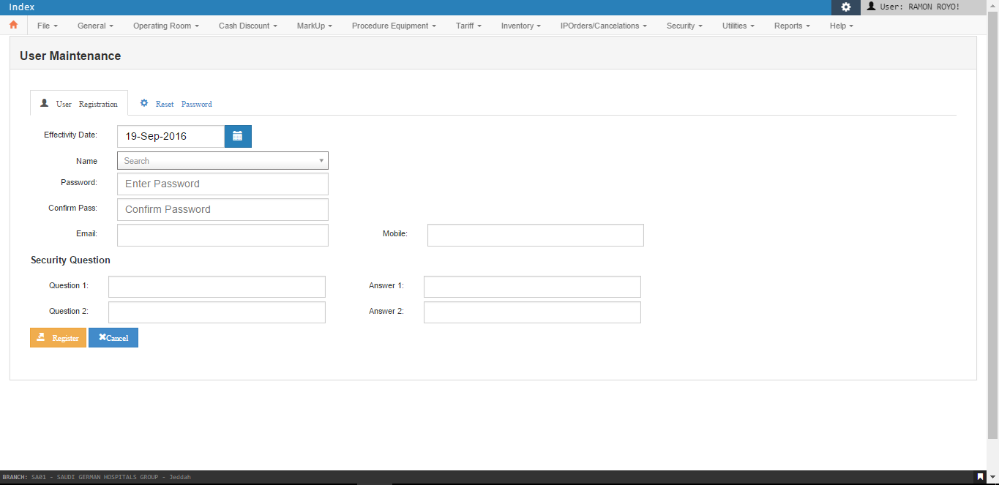 Index
User: RAMON ROYO!
File General Operating Room Cash Discount MarkUp Procedure Equipment Tariff Inventory IPOrders/Cancelations Security Utilities Reports Help
User Maintenance
User Registration Reset Password
Effectivity Date: 19-Sep-2016
Name Search
Password: Enter Password
Confirm Pass: Confirm Password
Email: Mobile:
Security Question
Question 1: Answer 1:
Question 2: Answer 2:
Register Cancel
BRANCH: SA01 - SAUDI GERMAN HOSPITALS GROUP - Jeddah